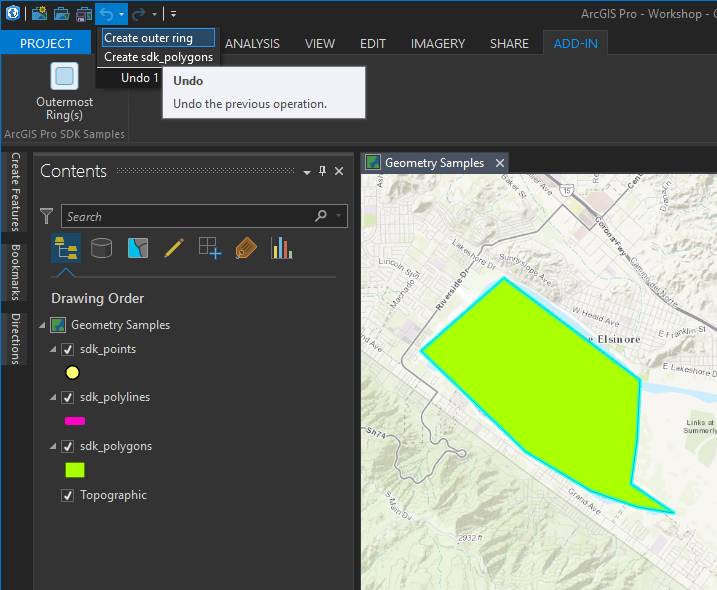 ArcGIS Pro - Workshop -
Create outer ring
Create sdk_polygons
Undo 1
Undo
Undo the previous operation.
PROJECT
ANALYSIS
VIEW
EDIT
IMAGERY
SHARE
ADD-IN
Outermost
Ring(s)
ArcGIS Pro SDK Samples
Create Features
Bookmarks
Directions
Contents
Search
Drawing Order
Geometry Samples
sdk_points
sdk_polylines
sdk_polygons
Topographic
Geometry Samples
15
Baker St
Corona Fwy
Camino del Norte
Lakeshore Dr
Sunnyslope Ave
Lincoln St
Machado
Riverside Dr
W Heald Ave
E Franklin St
Elsinore
E Lakeshore D
Grand Ave
Links at
Summerly
Sh74
S Main Div
Grand Ave
2932 ft